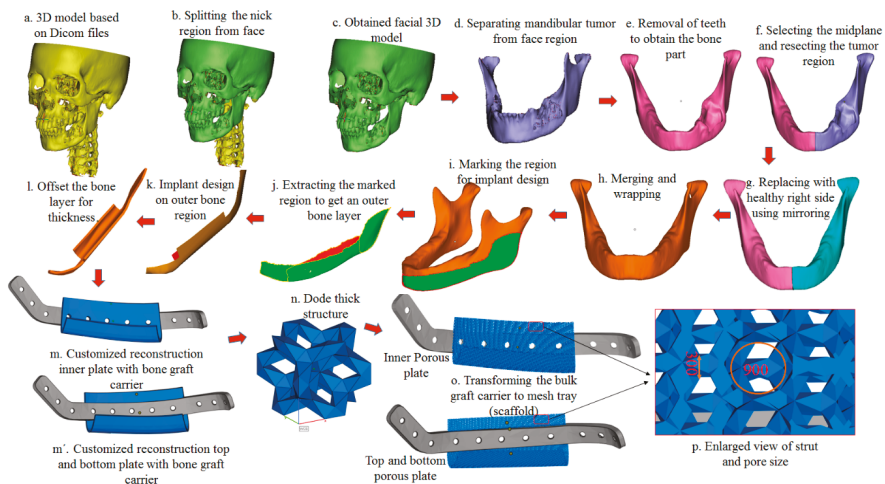 a. 3D model based
on Dicom files
b. Splitting the nick
region from face
c. Obtained facial 3D
model
d. Separating mandibular tumor
from face region
e. Removal of teeth
to obtain the bone
part
f. Selecting the midplane
and resecting the tumor
region
g. Replacing with
healthy right side
using mirroring
h. Merging and
wrapping
i. Marking the region
for implant design
j. Extracting the marked
region to get an outer
bone layer
k. Implant design
on outer bone
region
l. Offset the bone
layer for
thickness
m. Customized reconstruction
inner plate with bone graft
carrier
m′. Customized reconstruction top
and bottom plate with bone graft
carrier
n. Dode thick
structure
Inner Porous
plate
o. Transforming the bulk
graft carrier to mesh tray
(scaffold)
Top and bottom
porous plate
900
p. Enlarged view of strut
and pore size